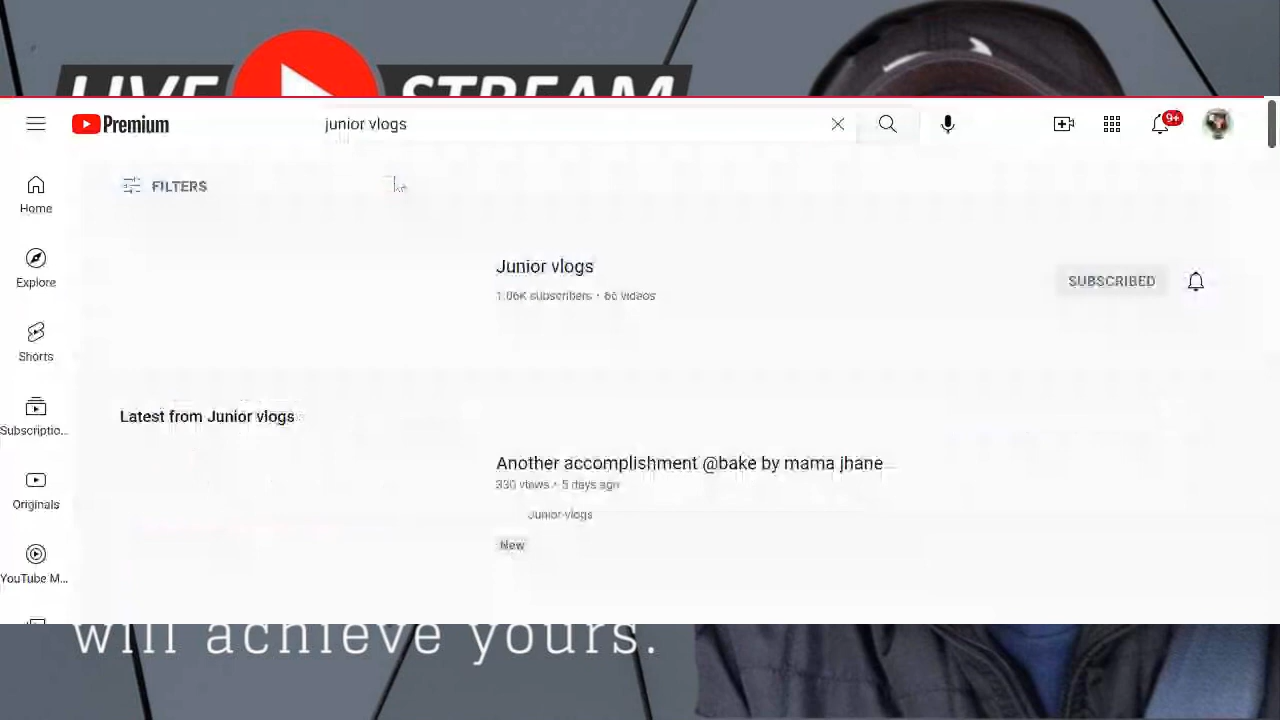 LIVE STREAM
Premium
junior vlogs
9+
FILTERS
Home
Junior vlogs
SUBSCRIBED
Explore
1.06K subscribers • 66 videos
Shorts
Latest from Junior vlogs
Subscriptio...
Another accomplishment @bake by mama jhane
330 views • 5 days ago
Originals
Junior vlogs
New
YouTube M...
will achieve yours.